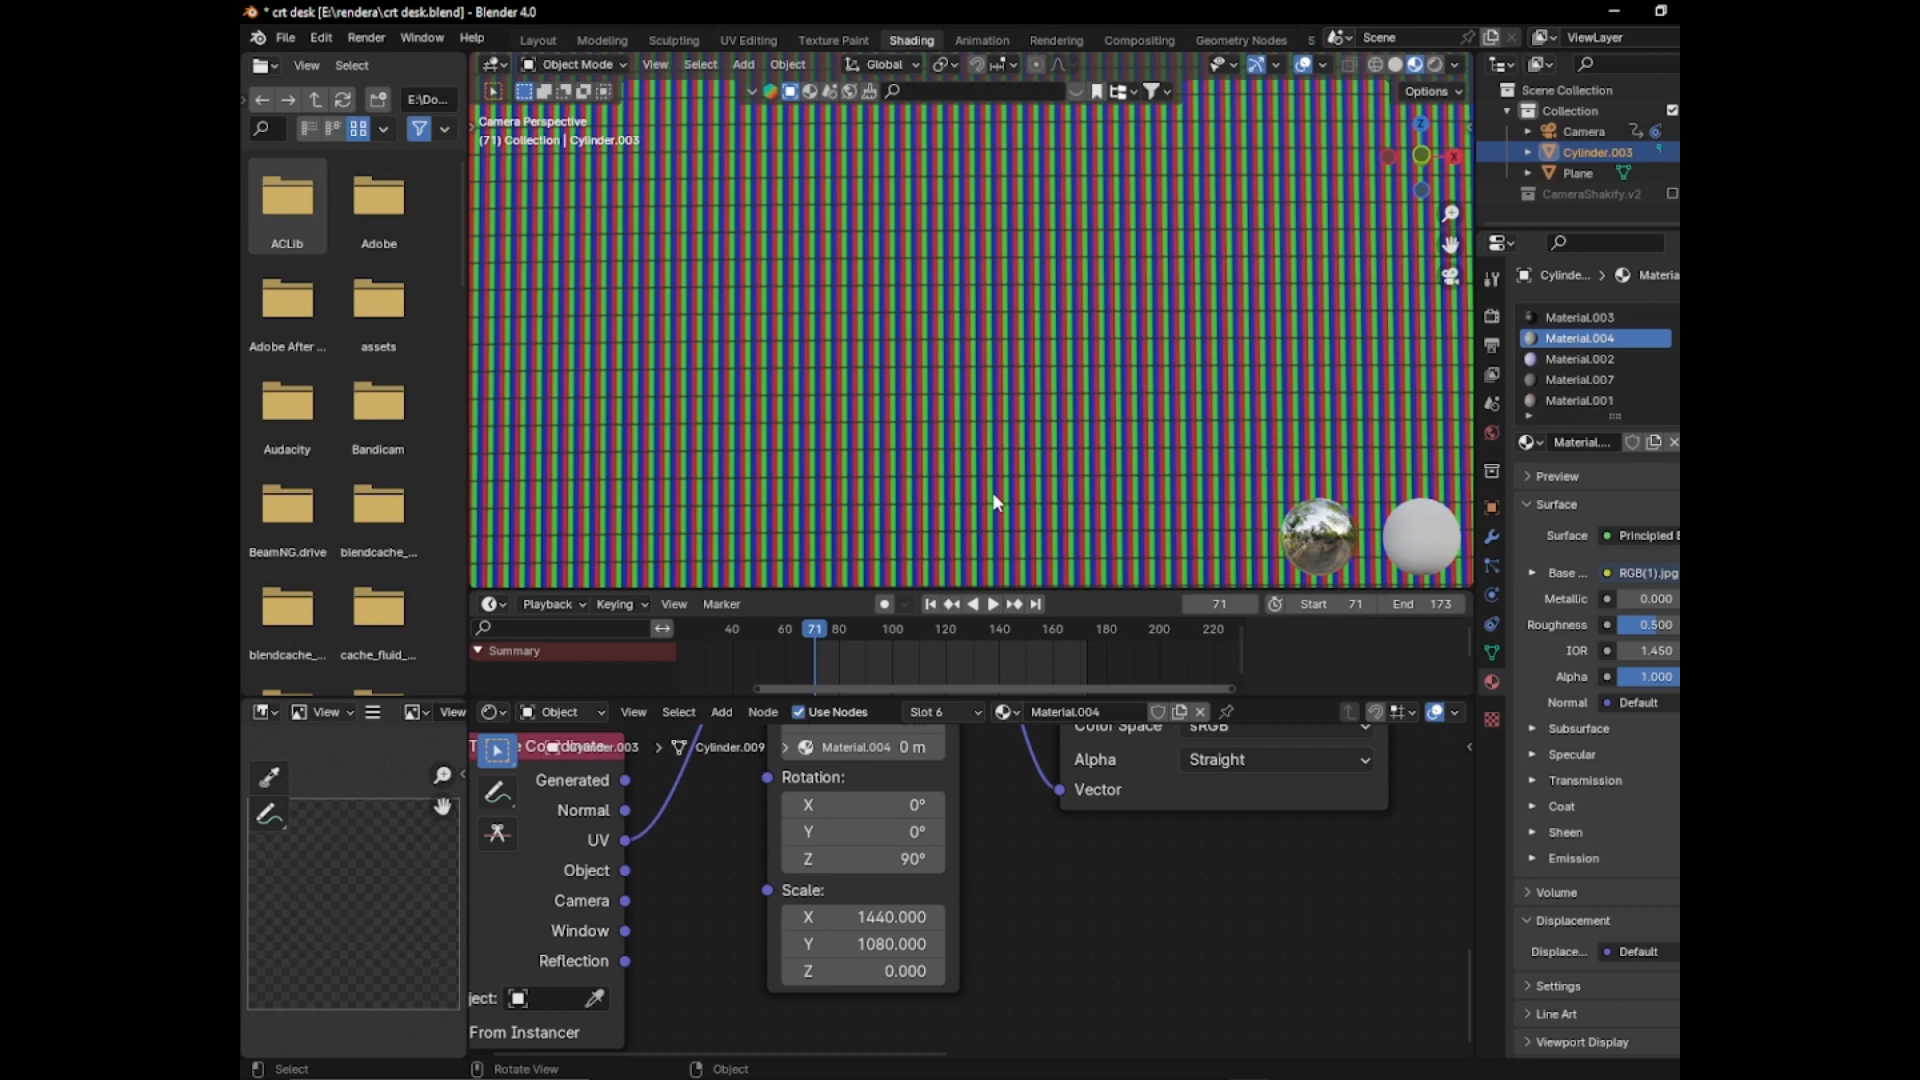 * crt desk [E:\rendera\crt desk.blend] - Blender 4.0
File Edit Render Window Help
Layout Modeling Sculpting UV Editing Texture Paint Shading Animation Rendering Compositing Geometry Nodes S
Scene
ViewLayer
View Select
Object Mode View Select Add Object Global
E:\Do...
Options
Camera Perspective
(71) Collection | Cylinder.003
Z
X
ACLib
Adobe
Adobe After ...
assets
Audacity
Bandicam
BeamNG.drive
blendcache_...
blendcache_...
cache_fluid_...
Scene Collection
Collection
Camera
Cylinder.003
Plane
CameraShakify.v2
Cylinde... > Materia
Material.003
Material.004
Material.002
Material.007
Material.001
Material....
Preview
Surface
Surface Principled B
Base ... RGB(1).jpg
Metallic 0.000
Roughness 0.500
IOR 1.450
Alpha 1.000
Normal Default
Subsurface
Specular
Transmission
Coat
Sheen
Emission
Volume
Displacement
Displace... Default
Settings
Line Art
Viewport Display
Playback Keying View Marker
71
Start 71
End 173
40 60 71 80 100 120 140 160 180 200 220
Summary
View
View
Object View Select Add Node Use Nodes Slot 6 Material.004
Cylinder.009 > Material.004 0 m
Generated
Normal
UV
Object
Camera
Window
Reflection
ject:
From Instancer
Rotation:
X 0°
Y 0°
Z 90°
Scale:
X 1440.000
Y 1080.000
Z 0.000
Color Space sRGB
Alpha Straight
Vector
Select
Rotate View
Object